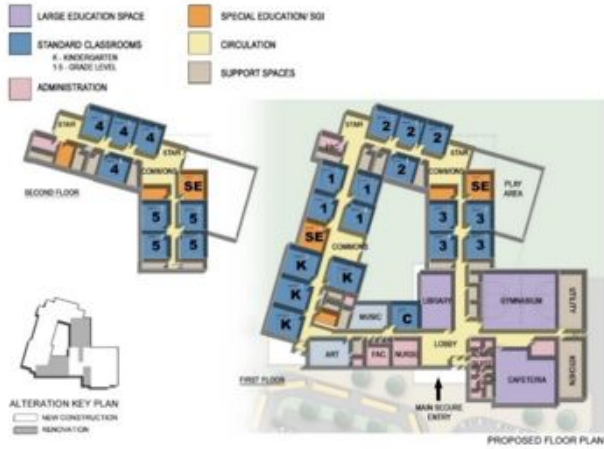 LARGE EDUCATION SPACE
STANDARD CLASSROOMS
K - KINDERGARTEN
1-5 - GRADE LEVEL
ADMINISTRATION
SPECIAL EDUCATION/ SGI
CIRCULATION
SUPPORT SPACES
STAIR
4
4
4
4
STAIR
COMMONS
SE
5
5
5
5
SECOND FLOOR
STAIR
2
2
2
2
STAIR
FAC.
COMMONS
SE
PLAY
AREA
1
1
1
1
3
3
3
3
SE
COMMONS
K
K
K
K
MUSIC
C
LIBRARY
GYMNASIUM
UTILITY
ART
FAC.
NURSE
LOBBY
CAFETERIA
KITCHEN
FIRST FLOOR
MAIN SECURE
ENTRY
ALTERATION KEY PLAN
NEW CONSTRUCTION
RENOVATION
PROPOSED FLOOR PLAN